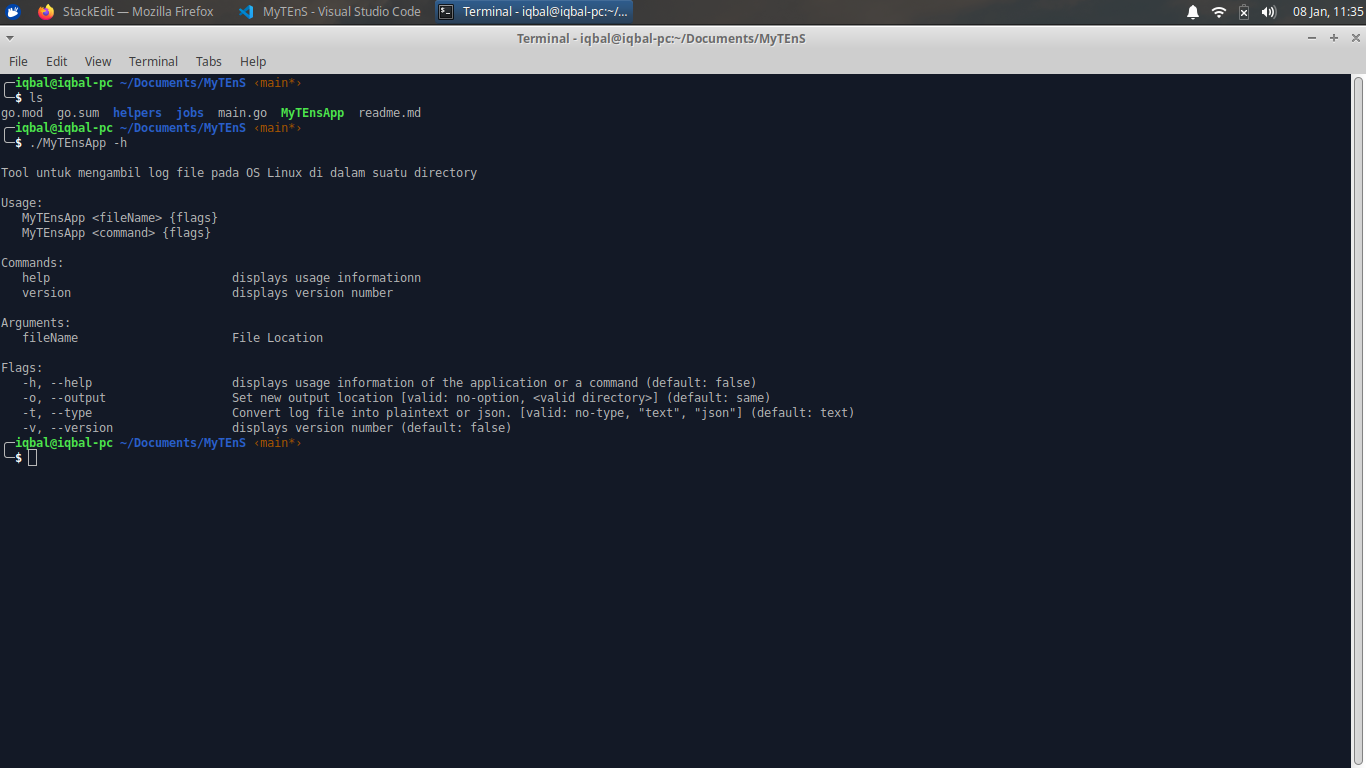 StackEdit — Mozilla Firefox MyTEnS - Visual Studio Code Terminal - iqbal@iqbal-pc:~/... 08 Jan, 11:35
Terminal - iqbal@iqbal-pc:~/Documents/MyTEnS
File Edit View Terminal Tabs Help
iqbal@iqbal-pc ~/Documents/MyTEnS ‹main*›
$ ls
go.mod go.sum helpers jobs main.go MyTEnsApp readme.md
iqbal@iqbal-pc ~/Documents/MyTEnS ‹main*›
$ ./MyTEnsApp -h
Tool untuk mengambil log file pada OS Linux di dalam suatu directory
Usage:
MyTEnsApp <fileName> {flags}
MyTEnsApp <command> {flags}
Commands:
help displays usage informationn
version displays version number
Arguments:
fileName File Location
Flags:
-h, --help displays usage information of the application or a command (default: false)
-o, --output Set new output location [valid: no-option, <valid directory>] (default: same)
-t, --type Convert log file into plaintext or json. [valid: no-type, "text", "json"] (default: text)
-v, --version displays version number (default: false)
iqbal@iqbal-pc ~/Documents/MyTEnS ‹main*›
$